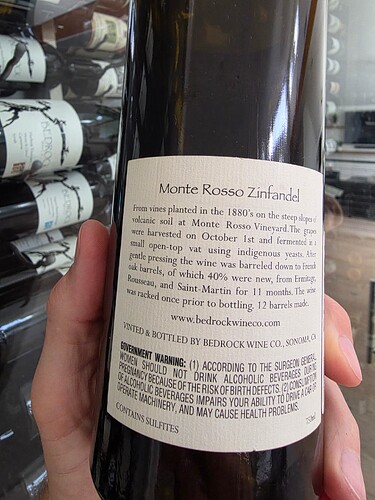 Monte Rosso Zinfandel
From vines planted in the 1880's on the steep slopes of
volcanic soil at Monte Rosso Vineyard. The grapes
were harvested on October 1st and fermented in a
small open-top vat using indigenous yeasts. After
gentle pressing the wine was barreled down to French
oak barrels, of which 40% were new, from Ermitage,
Rousseau, and Saint-Martin for 11 months. The wine
was racked once prior to bottling. 12 barrels made.
www.bedrockwineco.com
VINTED & BOTTLED BY BEDROCK WINE CO., SONOMA, CA
GOVERNMENT WARNING: (1) ACCORDING TO THE SURGEON GENERAL,
WOMEN SHOULD NOT DRINK ALCOHOLIC BEVERAGES DURING
PREGNANCY BECAUSE OF THE RISK OF BIRTH DEFECTS. (2) CONSUMPTION
OF ALCOHOLIC BEVERAGES IMPAIRS YOUR ABILITY TO DRIVE A CAR OR
OPERATE MACHINERY, AND MAY CAUSE HEALTH PROBLEMS.
CONTAINS SULFITES
750ml
BEDROCK
BEDROCK